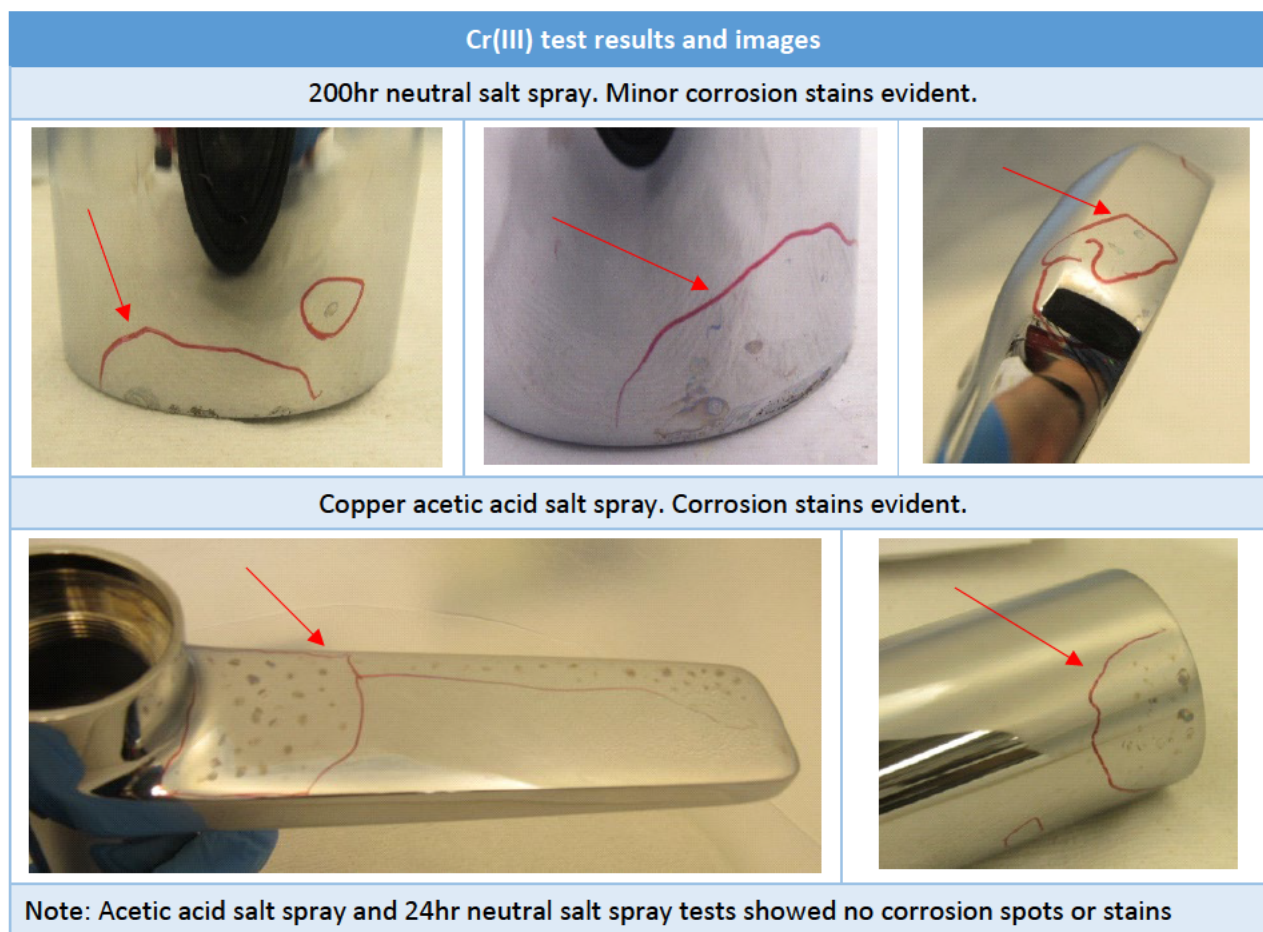 Cr(III) test results and images
200hr neutral salt spray. Minor corrosion stains evident.
Copper acetic acid salt spray. Corrosion stains evident.
Note: Acetic acid salt spray and 24hr neutral salt spray tests showed no corrosion spots or stains